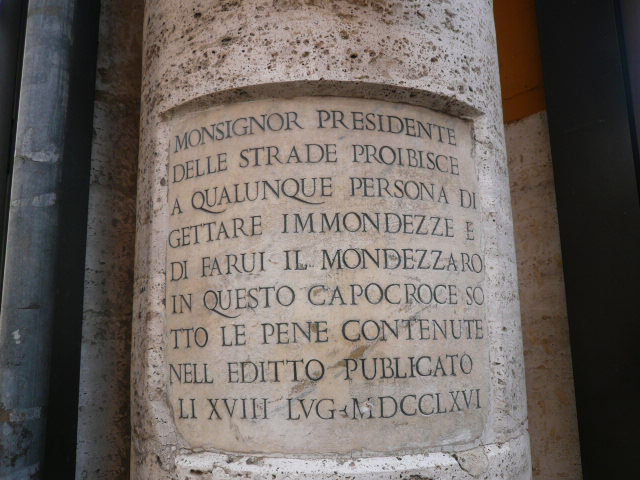 MONSIGNOR PRESIDENTE
DELLE STRADE PROIBISCE
A QUALUNQUE PERSONA DI
GETTARE IMMONDEZZE E
DI FARUI IL MONDEZZARO
IN QUESTO CAPOCROCE SO
TTO LE PENE CONTENUTE
NELL EDITTO PUBLICATO
LI XVIII LVG MDCCLXVI